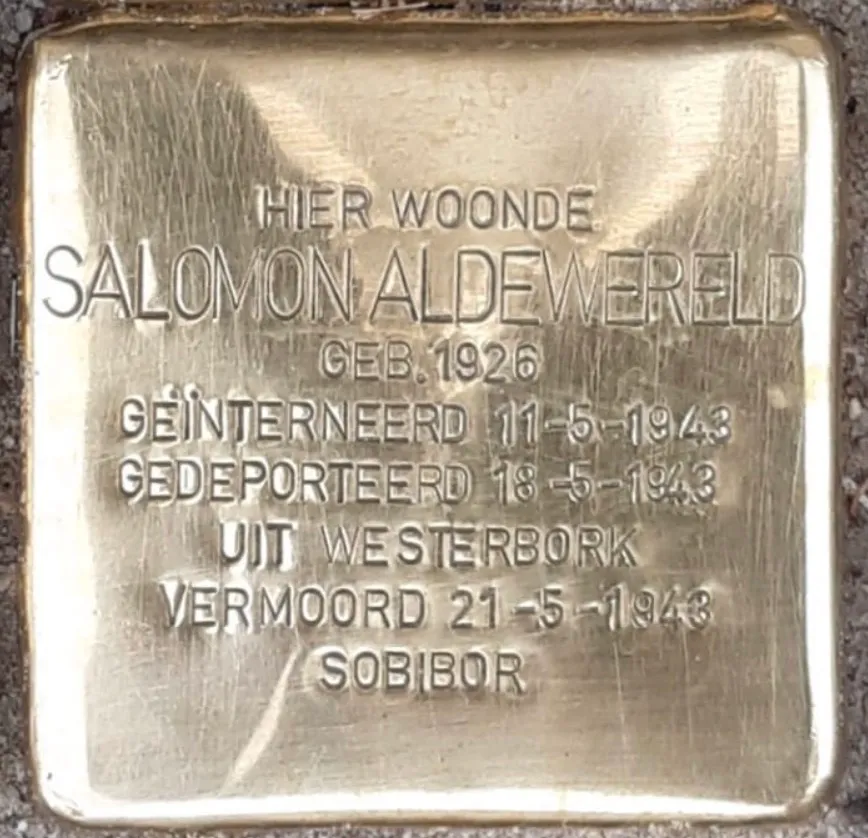 HIER WOONDE
SALOMON ALDEWERELD
GEB. 1926
GEÏNTERNEERD 11-5-1943
GEDEPORTEERD 18-5-1943
UIT WESTERBORK
VERMOORD 21-5-1943
SOBIBOR